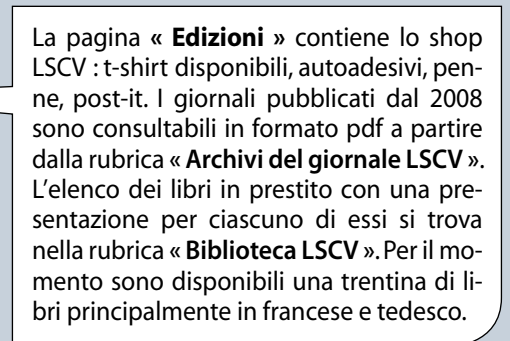 La pagina « Edizioni » contiene lo shop
LSCV : t-shirt disponibili, autoadesivi, pen-
ne, post-it. I giornali pubblicati dal 2008
sono consultabili in formato pdf a partire
dalla rubrica « Archivi del giornale LSCV ».
L'elenco dei libri in prestito con una pre-
sentazione per ciascuno di essi si trova
nella rubrica « Biblioteca LSCV ». Per il mo-
mento sono disponibili una trentina di li-
bri principalmente in francese e tedesco.